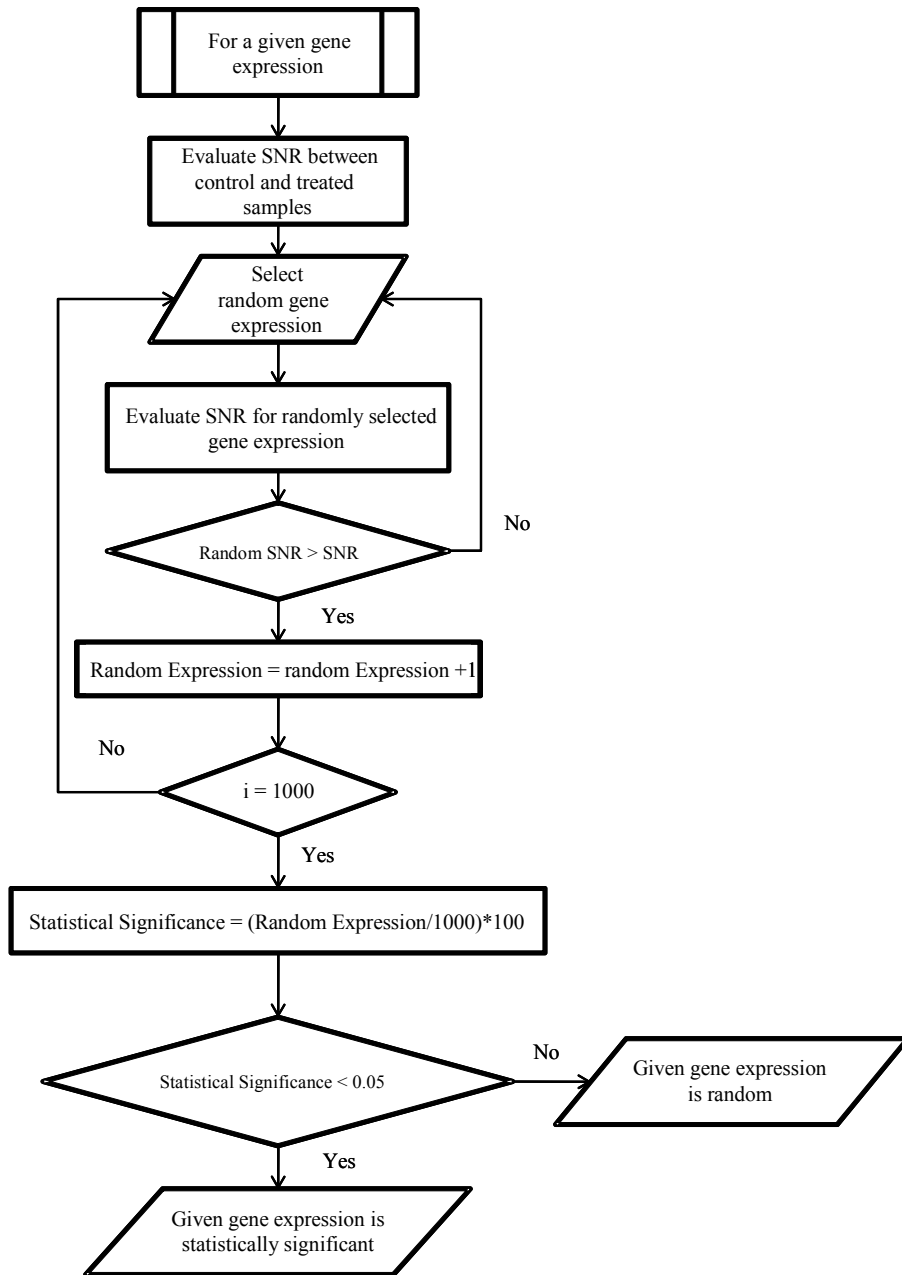 For a given gene
expression
Evaluate SNR between
control and treated
samples
Select
random gene
expression
Evaluate SNR for randomly selected
gene expression
Random SNR > SNR
No
Yes
Random Expression = random Expression +1
No
i = 1000
Yes
Statistical Significance = (Random Expression/1000)*100
Statistical Significance < 0.05
No
Given gene expression
is random
Yes
Given gene expression is
statistically significant